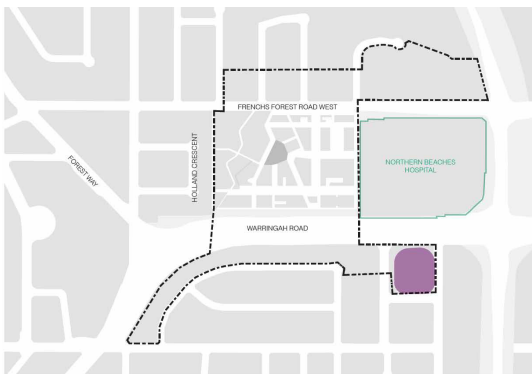 FRENCHS FOREST ROAD WEST
HOLLAND CRESCENT
FOREST WAY
NORTHERN BEACHES
HOSPITAL
WARRINGAH ROAD